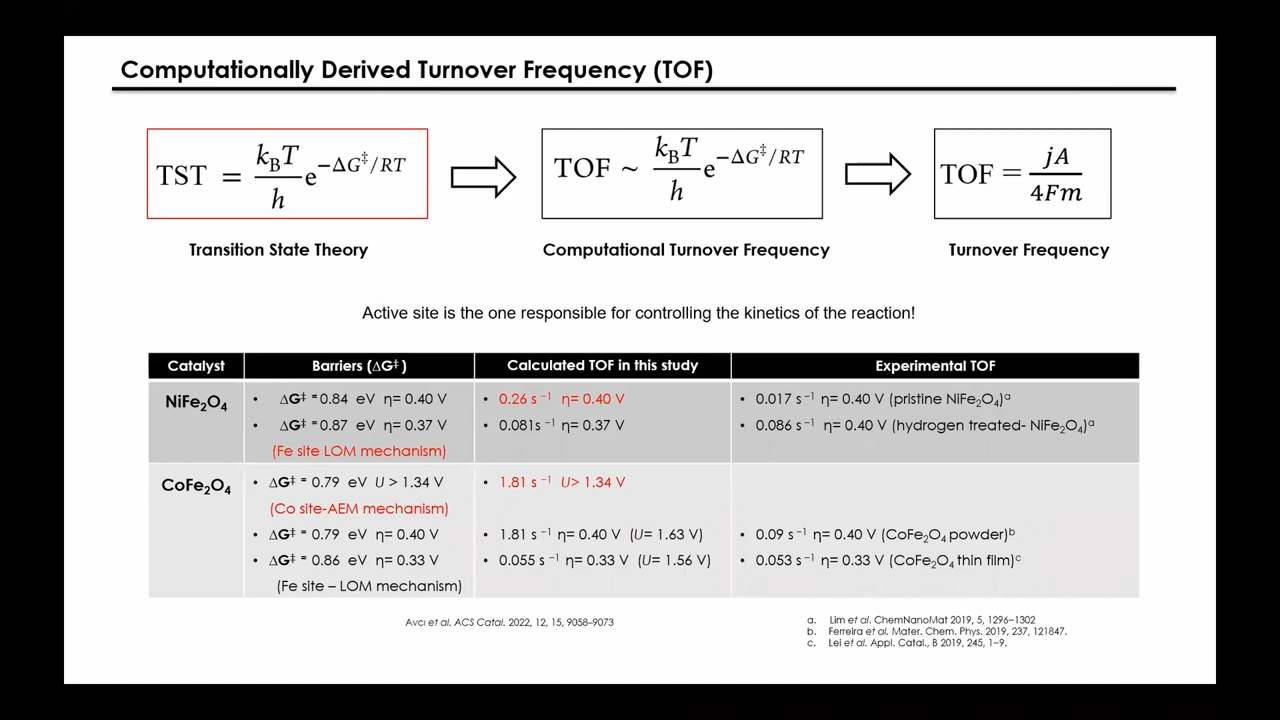 Computationally Derived Turnover Frequency (TOF)
TST = k_BT/h e^−ΔG‡/RT
TOF ~ k_BT/h e^−ΔG‡/RT
TOF = jA/4Fm
Transition State Theory
Computational Turnover Frequency
Turnover Frequency
Active site is the one responsible for controlling the kinetics of the reaction!
Catalyst Barriers (ΔG‡ ) Calculated TOF in this study Experimental TOF
NiFe₂O₄
• ΔG‡ = 0.84 eV η= 0.40 V
• ΔG‡ = 0.87 eV η= 0.37 V
(Fe site LOM mechanism)
• 0.26 s⁻¹ η= 0.40 V
• 0.081s⁻¹ η= 0.37 V
• 0.017 s⁻¹ η= 0.40 V (pristine NiFe₂O₄)ᵃ
• 0.086 s⁻¹ η= 0.40 V (hydrogen treated- NiFe₂O₄)ᵃ
CoFe₂O₄
• ΔG‡ = 0.79 eV U > 1.34 V
(Co site-AEM mechanism)
• ΔG‡ = 0.79 eV η= 0.40 V
• ΔG‡ = 0.86 eV η= 0.33 V
(Fe site – LOM mechanism)
• 1.81 s⁻¹ U> 1.34 V
• 1.81 s⁻¹ η= 0.40 V (U= 1.63 V)
• 0.055 s⁻¹ η= 0.33 V (U= 1.56 V)
• 0.09 s⁻¹ η= 0.40 V (CoFe₂O₄ powder)ᵇ
• 0.053 s⁻¹ η= 0.33 V (CoFe₂O₄ thin film)ᶜ
Avcı et al. ACS Catal. 2022, 12, 15, 9058–9073
a. Lim et al. ChemNanoMat 2019, 5, 1296–1302
b. Ferreira et al. Mater. Chem. Phys. 2019, 237, 121847.
c. Lei et al. Appl. Catal., B 2019, 245, 1–9.